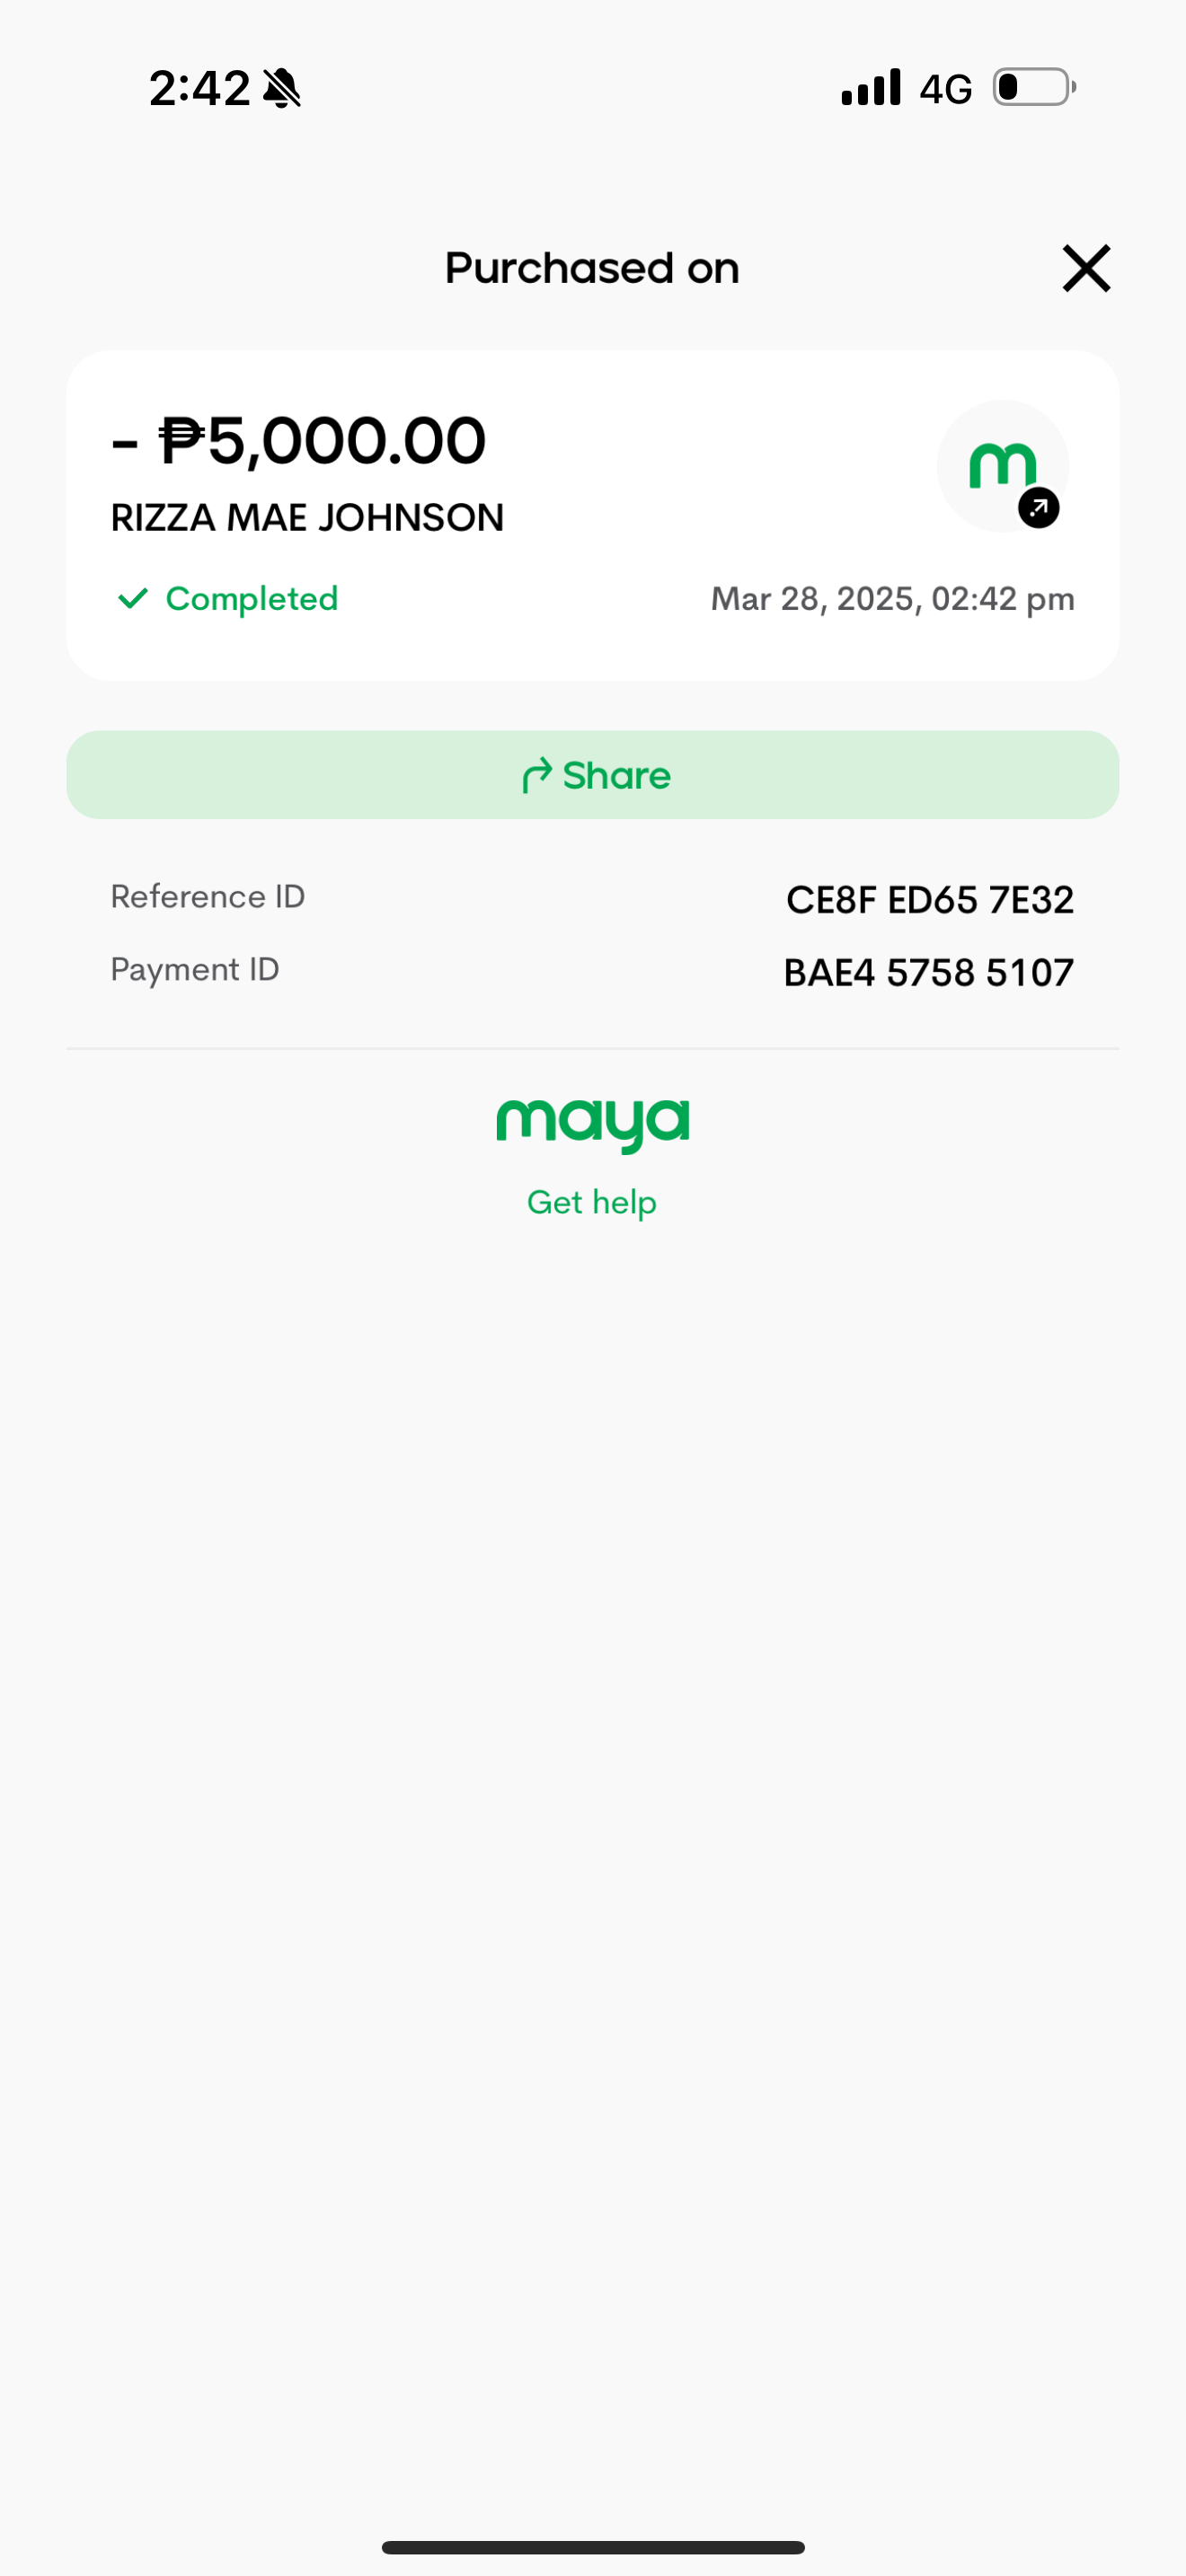 2:42 4G
Purchased on
- ₱5,000.00
RIZZA MAE JOHNSON
Completed Mar 28, 2025, 02:42 pm
Share
Reference ID CE8F ED65 7E32
Payment ID BAE4 5758 5107
maya
Get help